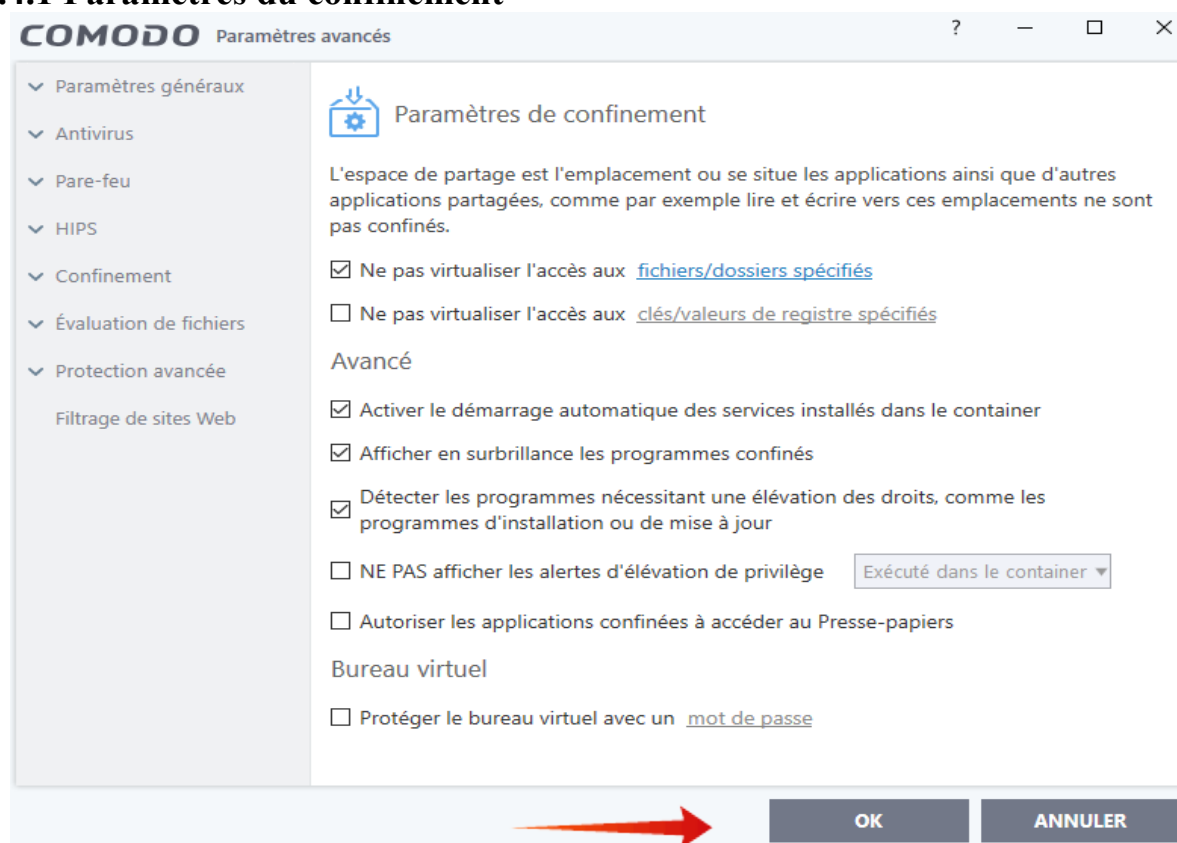 .4.1 Paramètres du confinement
COMODO Paramètres avancés ?
Paramètres généraux
Antivirus
Pare-feu
HIPS
Confinement
Évaluation de fichiers
Protection avancée
Filtrage de sites Web
Paramètres de confinement
L'espace de partage est l'emplacement ou se situe les applications ainsi que d'autres
applications partagées, comme par exemple lire et écrire vers ces emplacements ne sont
pas confinés.
Ne pas virtualiser l'accès aux fichiers/dossiers spécifiés
Ne pas virtualiser l'accès aux clés/valeurs de registre spécifiés
Avancé
Activer le démarrage automatique des services installés dans le container
Afficher en surbrillance les programmes confinés
Détecter les programmes nécessitant une élévation des droits, comme les
programmes d'installation ou de mise à jour
NE PAS afficher les alertes d'élévation de privilège Exécuté dans le container
Autoriser les applications confinées à accéder au Presse-papiers
Bureau virtuel
Protéger le bureau virtuel avec un mot de passe
OK ANNULER